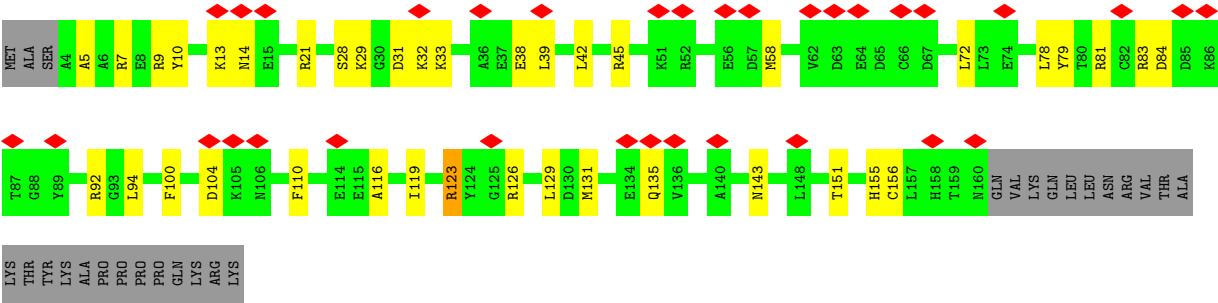 MET ALA SER A4 A5 A6 R7 E8 R9 Y10 K13 N14 E15 R21 S28 K29 G30 D31 K32 K33 A36 E37 E38 L39 L42 R45 K51 R52 E56 D57 M58 V62 D63 E64 D65 C66 D67 L72 L73 E74 L78 Y79 T80 R81 C82 R83 D84 D85 K86
T87 G88 Y89 R92 G93 L94 F100 D104 K105 N106 F110 E114 E115 A116 I119 R123 Y124 G125 R126 L129 D130 M131 E134 Q135 V136 A140 N143 L148 T151 H155 C156 L157 H158 T159 N160 GLN VAL LYS GLN LEU LEU ASN ARG VAL THR ALA
LYS THR TYR LYS ALA PRO PRO PRO PRO GLN LYS ARG LYS